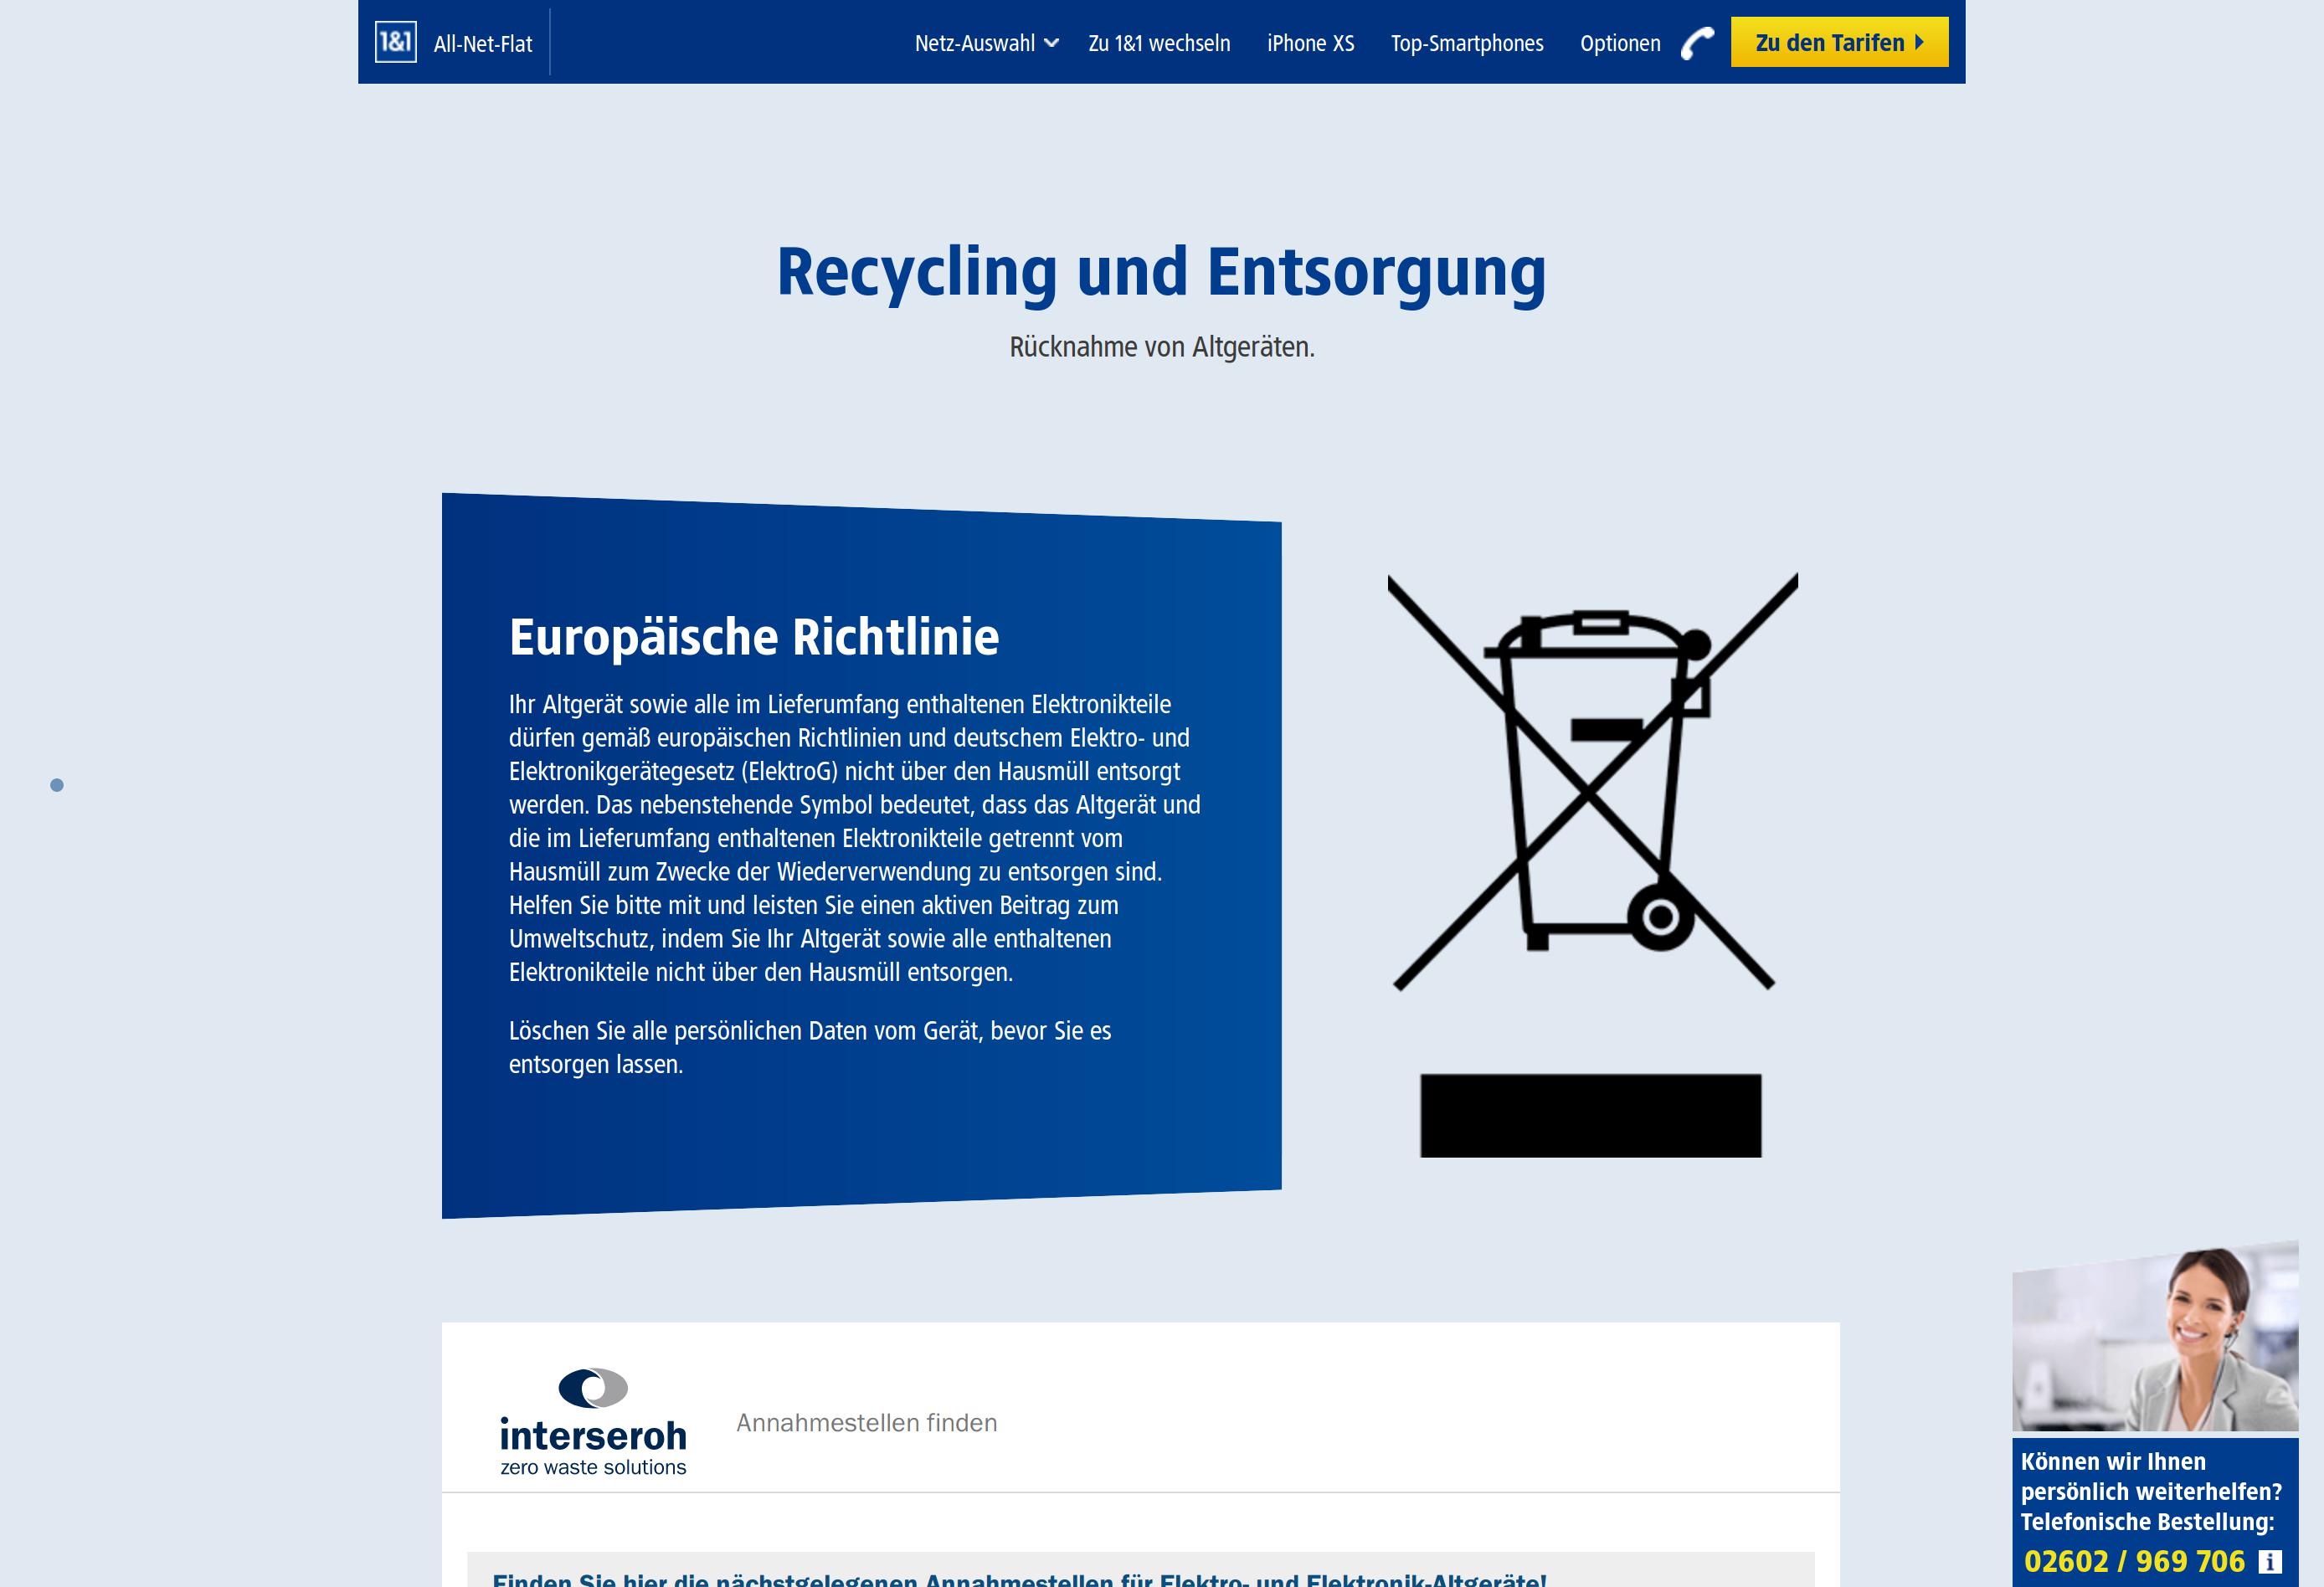 1&1 All-Net-Flat Netz-Auswahl Zu 1&1 wechseln iPhone XS Top-Smartphones Optionen Zu den Tarifen
Recycling und Entsorgung
Rücknahme von Altgeräten.
Europäische Richtlinie
Ihr Altgerät sowie alle im Lieferumfang enthaltenen Elektronikteile
dürfen gemäß europäischen Richtlinien und deutschem Elektro- und
Elektronikgerätegesetz (ElektroG) nicht über den Hausmüll entsorgt
werden. Das nebenstehende Symbol bedeutet, dass das Altgerät und
die im Lieferumfang enthaltenen Elektronikteile getrennt vom
Hausmüll zum Zwecke der Wiederverwendung zu entsorgen sind.
Helfen Sie bitte mit und leisten Sie einen aktiven Beitrag zum
Umweltschutz, indem Sie Ihr Altgerät sowie alle enthaltenen
Elektronikteile nicht über den Hausmüll entsorgen.
Löschen Sie alle persönlichen Daten vom Gerät, bevor Sie es
entsorgen lassen.
interseroh
zero waste solutions
Annahmestellen finden
Finden Sie hier die nächstgelegenen Annahmestellen für Elektro- und Elektronik-Altgeräte!
Können wir Ihnen
persönlich weiterhelfen?
Telefonische Bestellung:
02602 / 969 706 i